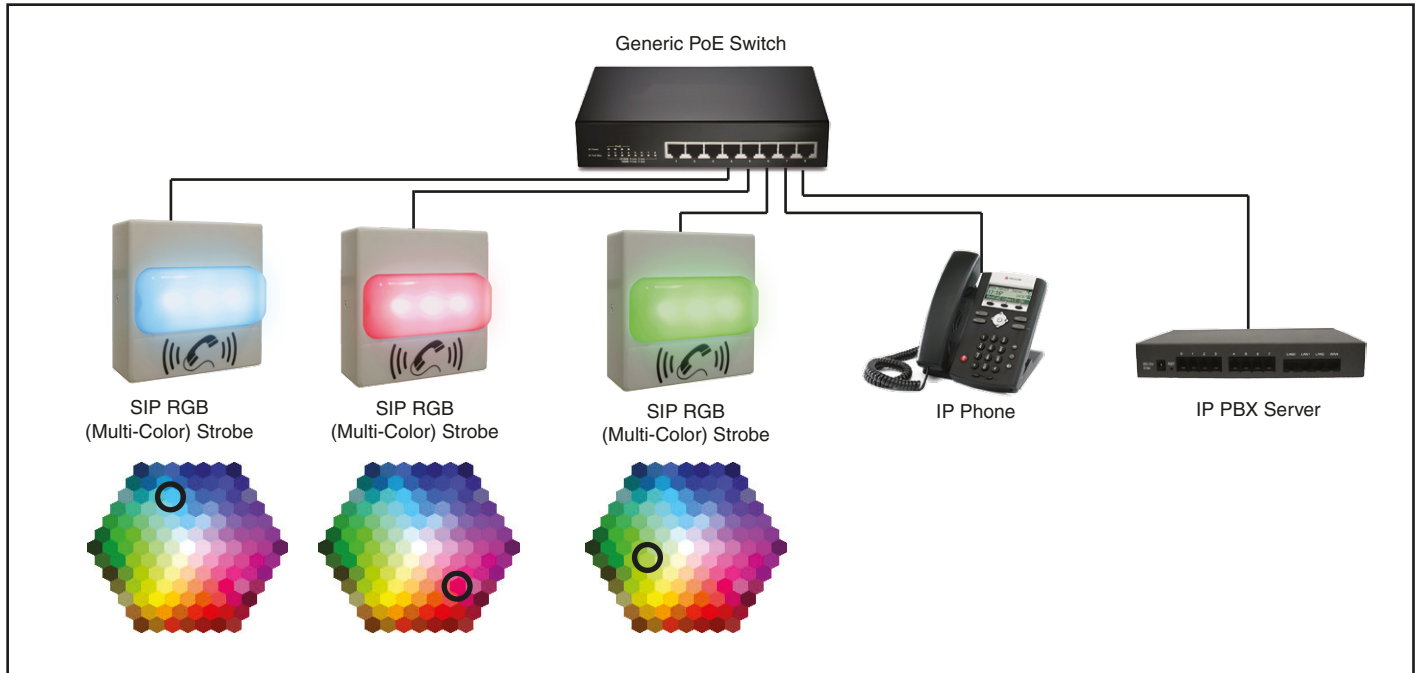 Generic PoE Switch
SIP RGB
(Multi-Color) Strobe
SIP RGB
(Multi-Color) Strobe
SIP RGB
(Multi-Color) Strobe
IP Phone
IP PBX Server